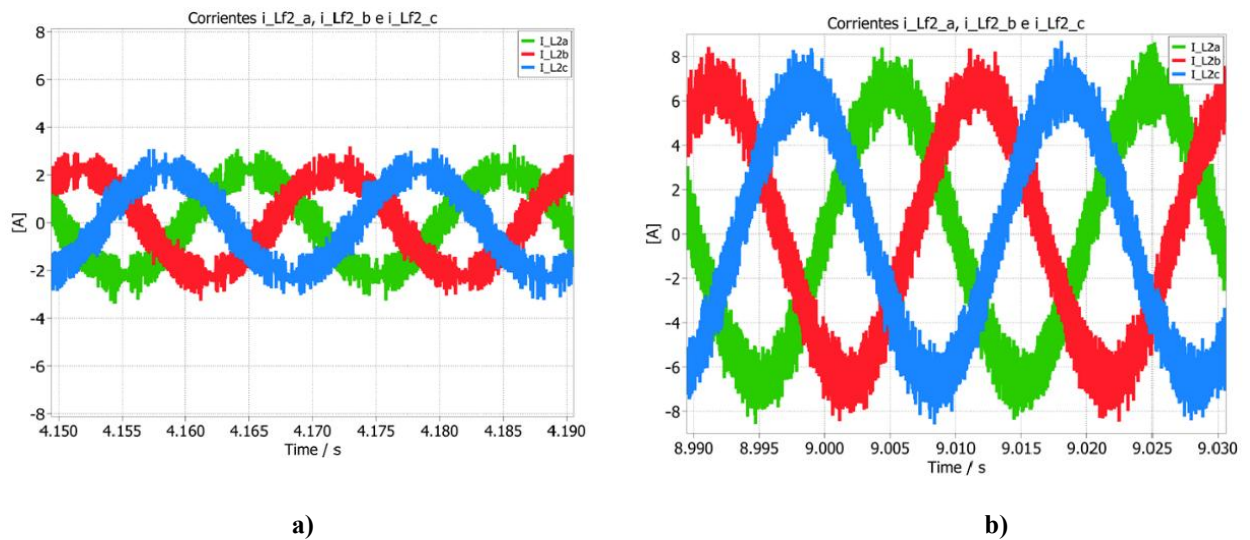 Corrientes i_Lf2_a, i_Lf2_b e i_Lf2_c
8
6
4
2
0
-2
-4
-6
-8
[A]
I_L2a
I_L2b
I_L2c
4.150 4.155 4.160 4.165 4.170 4.175 4.180 4.185 4.190
Time / s
a)
Corrientes i_Lf2_a, i_Lf2_b e i_Lf2_c
8
6
4
2
0
-2
-4
-6
-8
[A]
I_L2a
I_L2b
I_L2c
8.990 8.995 9.000 9.005 9.010 9.015 9.020 9.025 9.030
Time / s
b)